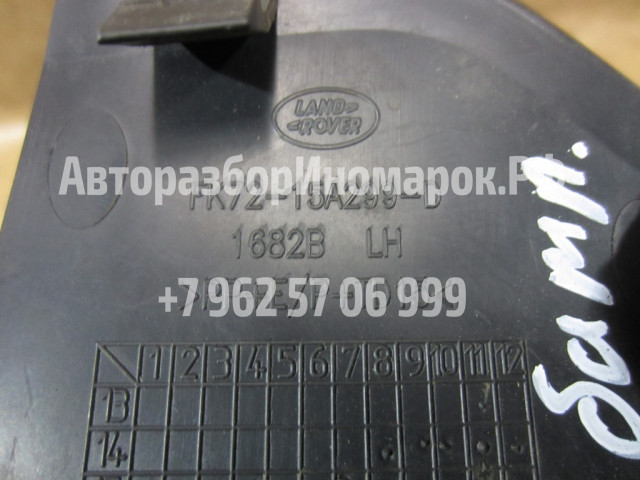 LAND
ROVER
АвторазборИномарок.РФ
FK72-15A299-D
1682B LH
+7962 57 06 999
1 2 3 4 5 6 7 8 9 10 11 12
13
14